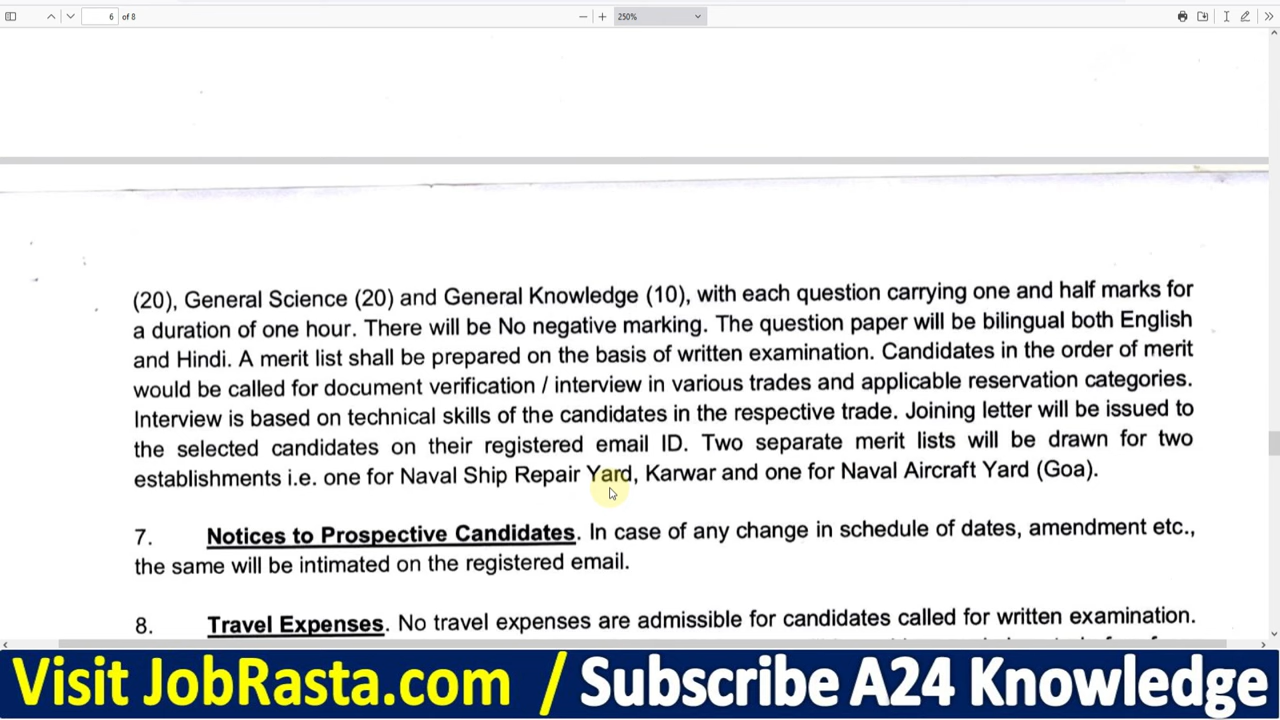 6 of 8
250%
(20), General Science (20) and General Knowledge (10), with each question carrying one and half marks for
a duration of one hour. There will be No negative marking. The question paper will be bilingual both English
and Hindi. A merit list shall be prepared on the basis of written examination. Candidates in the order of merit
would be called for document verification / interview in various trades and applicable reservation categories.
Interview is based on technical skills of the candidates in the respective trade. Joining letter will be issued to
the selected candidates on their registered email ID. Two separate merit lists will be drawn for two
establishments i.e. one for Naval Ship Repair Yard, Karwar and one for Naval Aircraft Yard (Goa).
7. Notices to Prospective Candidates. In case of any change in schedule of dates, amendment etc.,
the same will be intimated on the registered email.
8. Travel Expenses. No travel expenses are admissible for candidates called for written examination.
Visit JobRasta.com / Subscribe A24 Knowledge